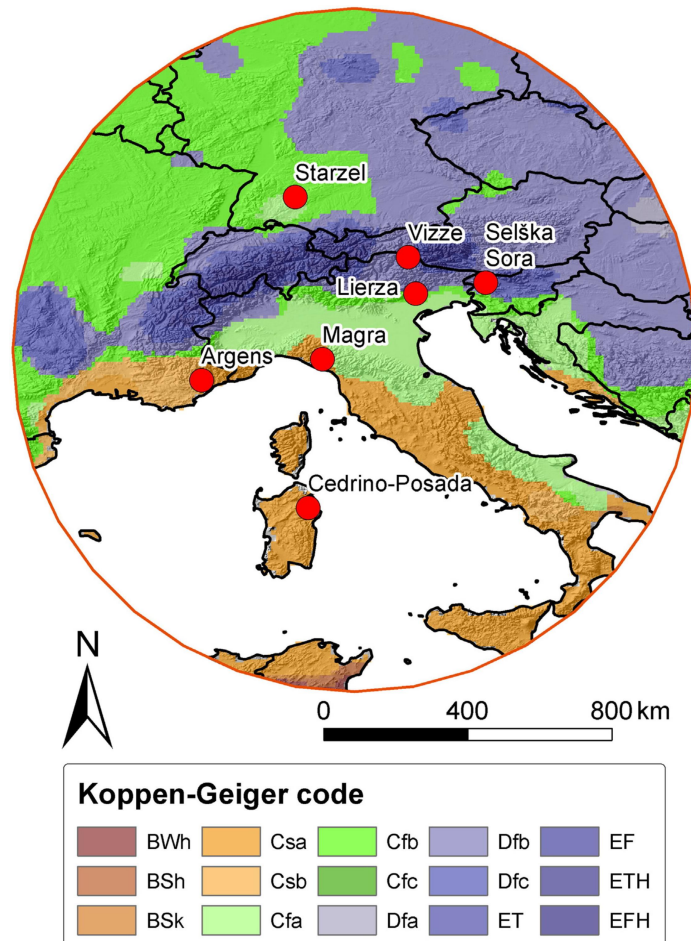 Starzel
Vizze
Selška
Sora
Lierza
Magra
Argens
Cedrino-Posada
N
0 400 800 km
Koppen-Geiger code
BWh Csa Cfb Dfb EF
BSh Csb Cfc Dfc ETH
BSk Cfa Dfa ET EFH